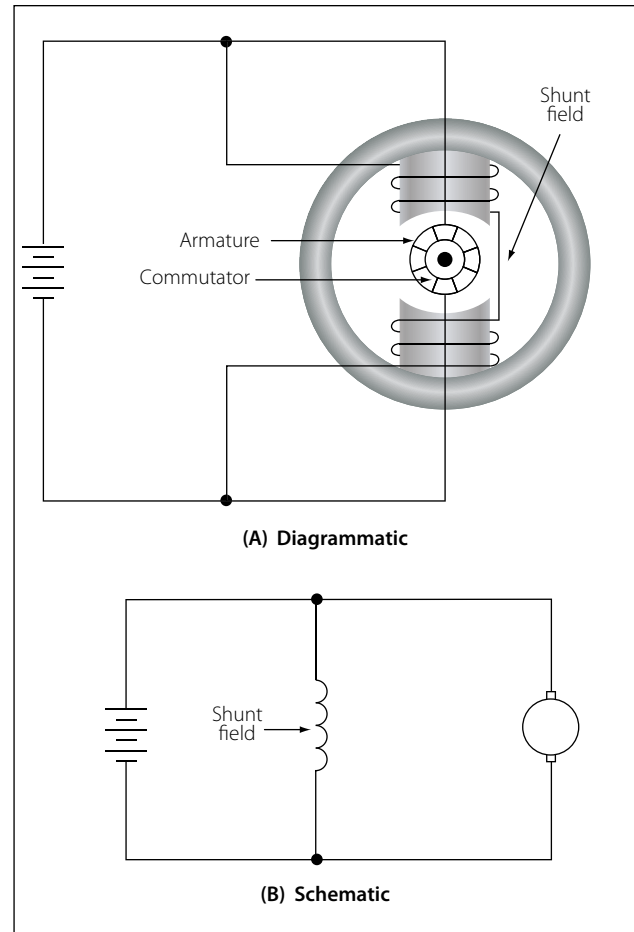 Shunt
field
Armature
Commutator
(A) Diagrammatic
Shunt
field
(B) Schematic